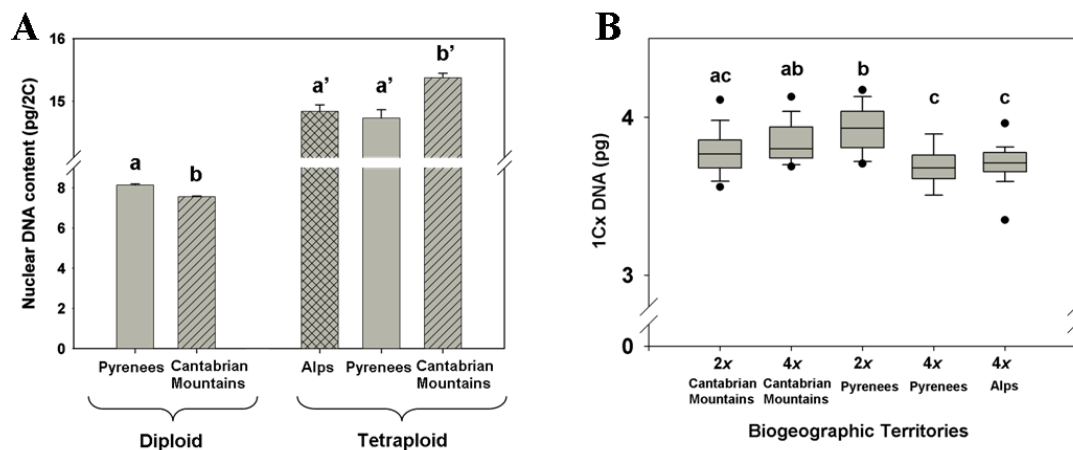 A
Nuclear DNA content (pg/2C)
16
15
8
6
4
2
0
a
b
a’
a’
b’
Pyrenees
Cantabrian
Mountains
Alps
Pyrenees
Cantabrian
Mountains
Diploid
Tetraploid
B
1Cx DNA (pg)
4
3
0
ac
ab
b
c
c
2x
4x
2x
4x
4x
Cantabrian
Mountains
Cantabrian
Mountains
Pyrenees
Pyrenees
Alps
Biogeographic Territories